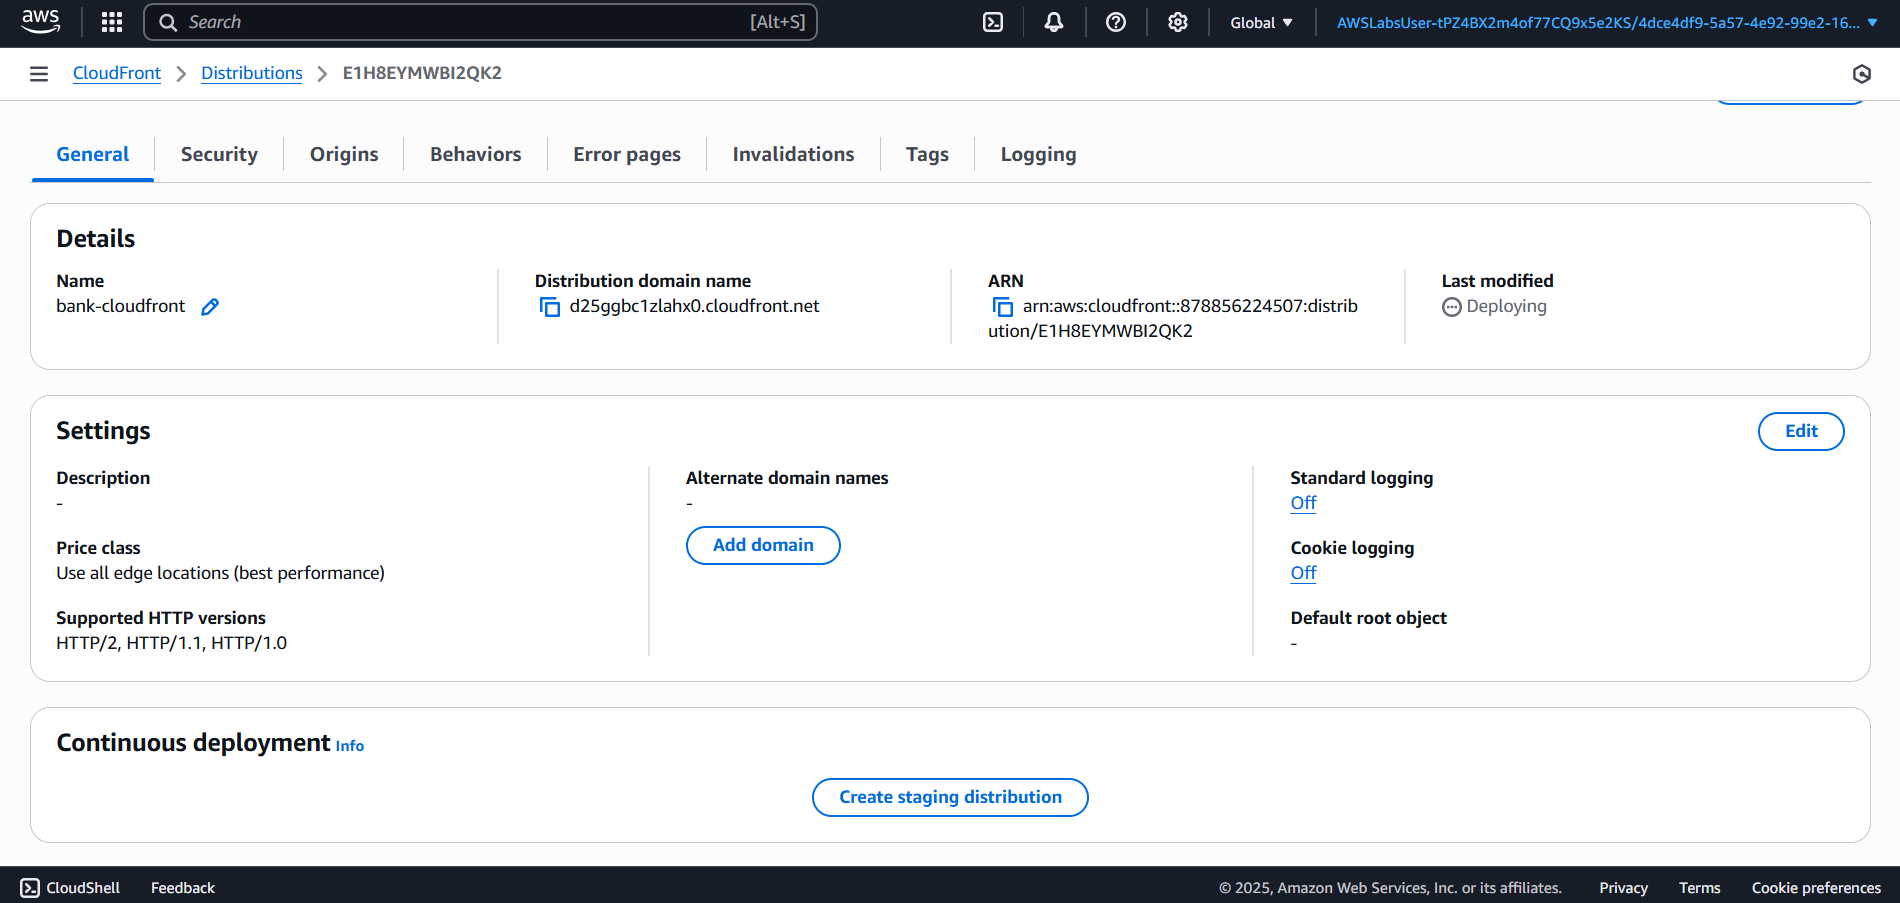 aws
Search
[Alt+S]
Global
AWSLabsUser-tPZ4BX2m4of77CQ9x5e2KS/4dce4df9-5a57-4e92-99e2-16...
CloudFront
Distributions
E1H8EYMWBI2QK2
General
Security
Origins
Behaviors
Error pages
Invalidations
Tags
Logging
Details
Name
bank-cloudfront
Distribution domain name
d25ggbc1zlahx0.cloudfront.net
ARN
arn:aws:cloudfront::878856224507:distrib
ution/E1H8EYMWBI2QK2
Last modified
Deploying
Settings
Edit
Description
-
Price class
Use all edge locations (best performance)
Supported HTTP versions
HTTP/2, HTTP/1.1, HTTP/1.0
Alternate domain names
-
Add domain
Standard logging
Off
Cookie logging
Off
Default root object
-
Continuous deployment Info
Create staging distribution
CloudShell
Feedback
© 2025, Amazon Web Services, Inc. or its affiliates.
Privacy
Terms
Cookie preferences